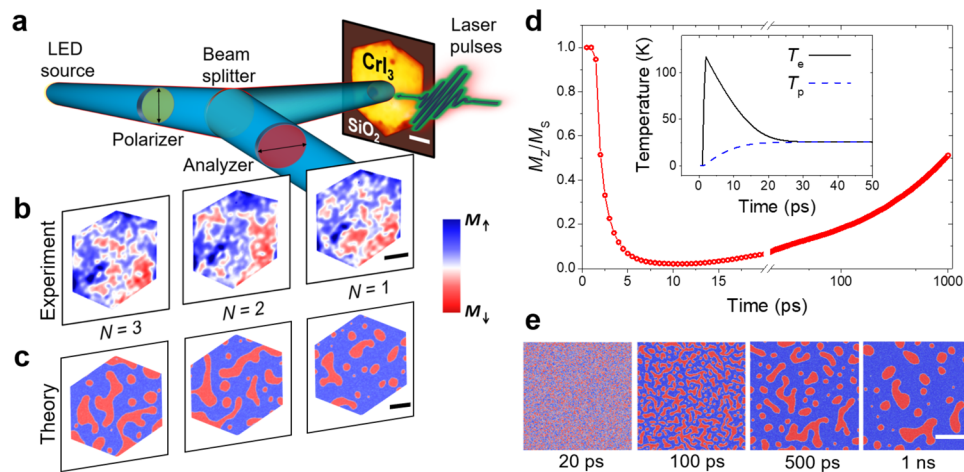 a
LED
source
Beam
splitter
Laser
pulses
CrI3
SiO2
Polarizer
Analyzer
b
Experiment
M↑
M↓
N = 3
N = 2
N = 1
c
Theory
d
Mz/Ms
1.0
0.8
0.6
0.4
0.2
0.0
5
10
15
100
1000
Time (ps)
Temperature (K)
100
50
0
0
10
20
30
40
50
Time (ps)
Te
Tp
e
20 ps
100 ps
500 ps
1 ns